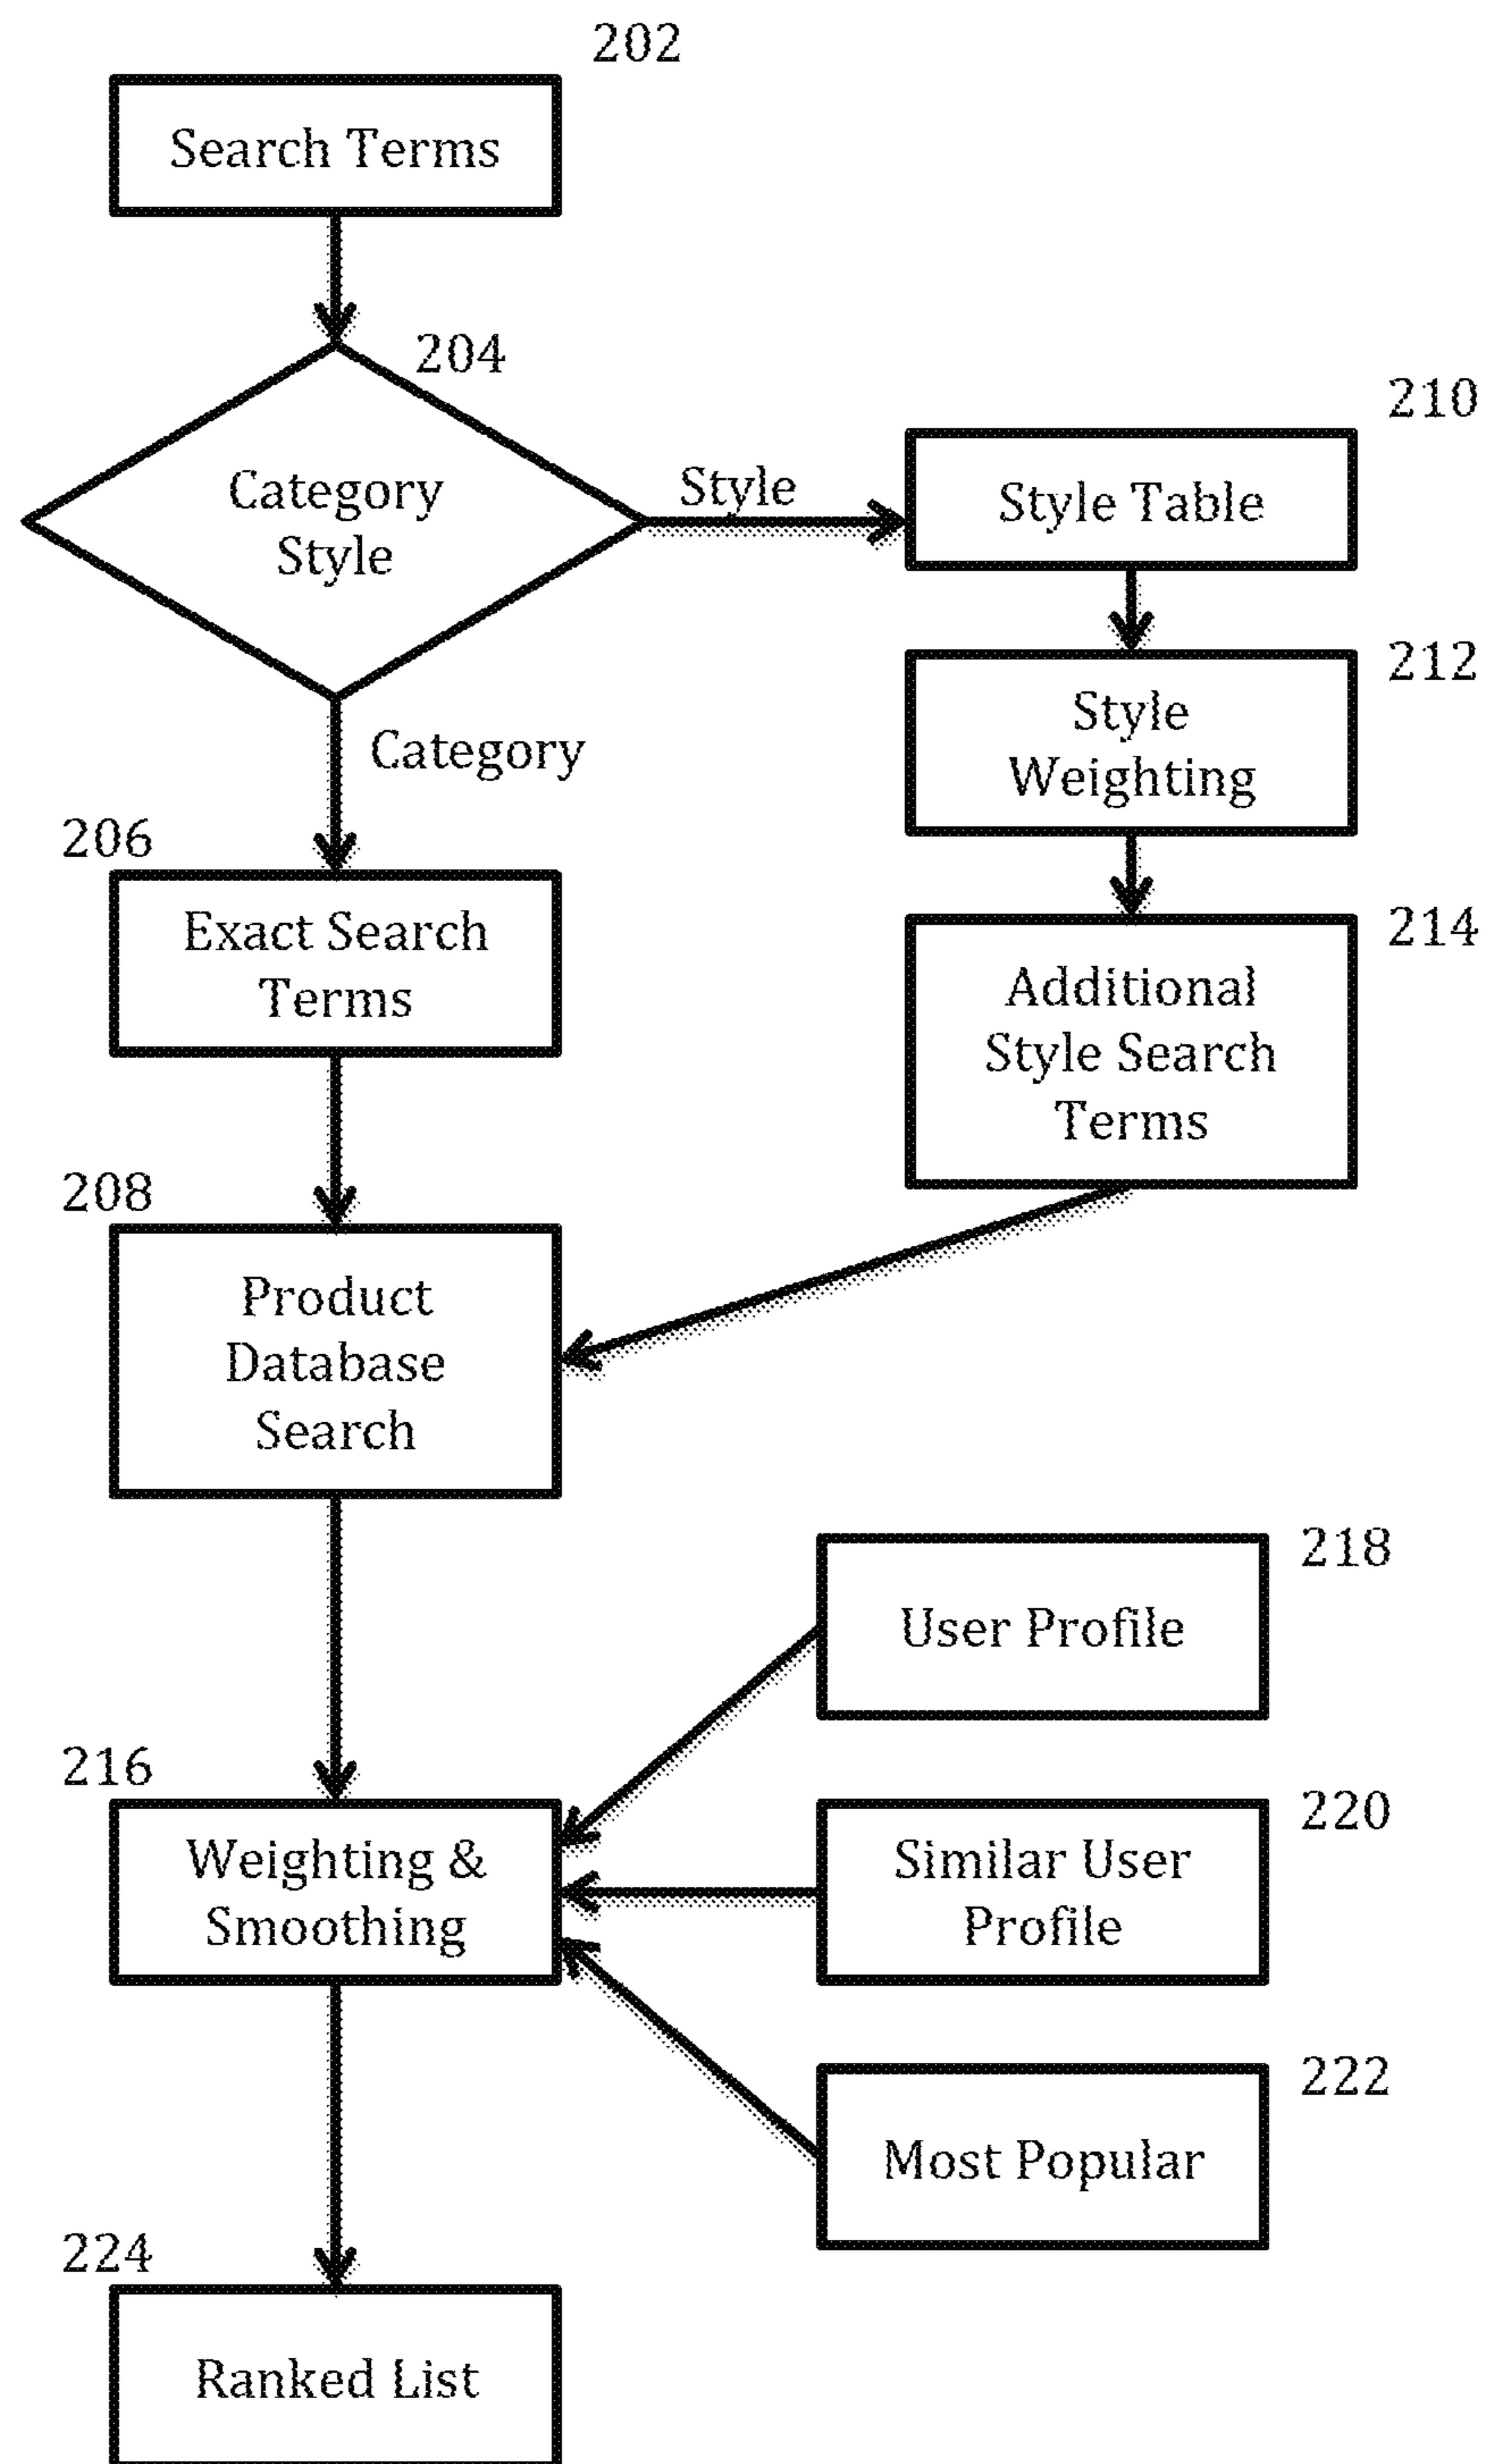 202
Search Terms
204
Category
Style
Style
Category
210
Style Table
212
Style
Weighting
214
Additional
Style Search
Terms
206
Exact Search
Terms
208
Product
Database
Search
218
User Profile
216
Weighting &
Smoothing
220
Similar User
Profile
222
Most Popular
224
Ranked List